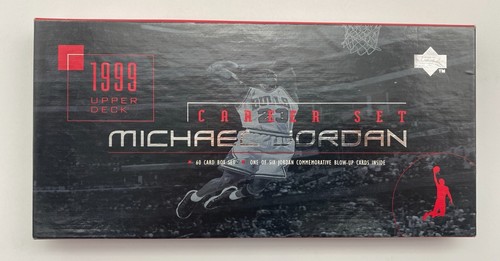 1999
UPPER
DECK
CAREER SET
BULLS
MICHAEL JORDAN
60 CARD BOX SET • ONE OF SIX JORDAN COMMEMORATIVE BLOW-UP CARDS INSIDE